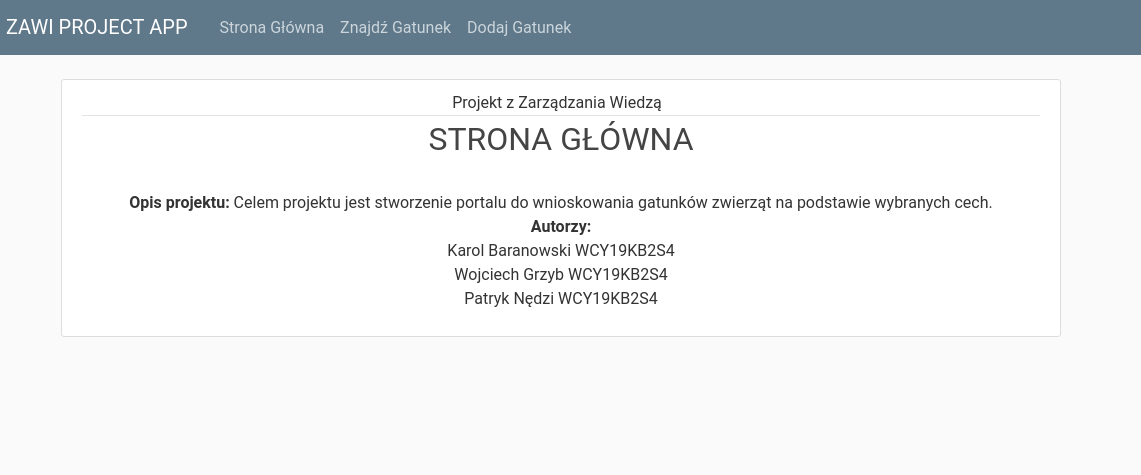 ZAWI PROJECT APP Strona Główna Znajdź Gatunek Dodaj Gatunek
Projekt z Zarządzania Wiedzą
STRONA GŁÓWNA
Opis projektu: Celem projektu jest stworzenie portalu do wnioskowania gatunków zwierząt na podstawie wybranych cech.
Autorzy:
Karol Baranowski WCY19KB2S4
Wojciech Grzyb WCY19KB2S4
Patryk Nędzi WCY19KB2S4